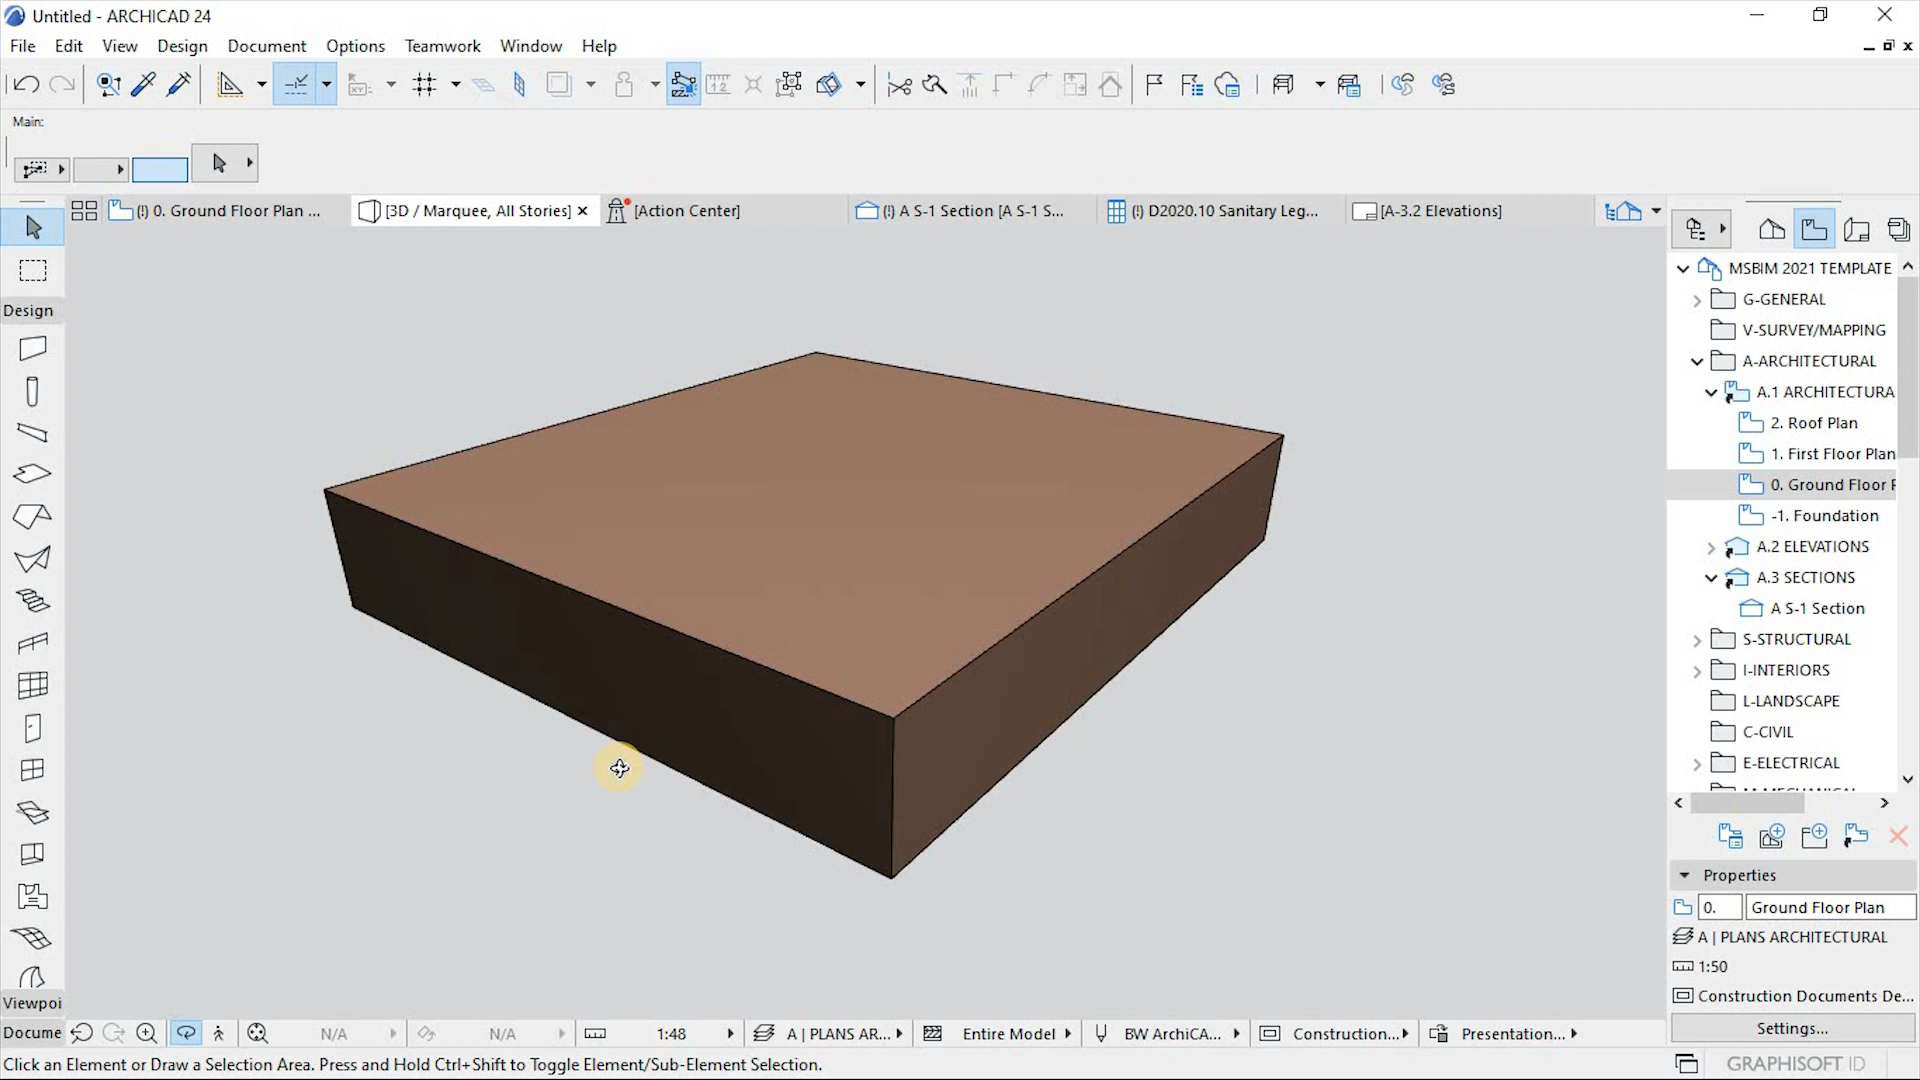 Untitled - ARCHICAD 24
File Edit View Design Document Options Teamwork Window Help
Main:
(!) 0. Ground Floor Plan ...
[3D / Marquee, All Stories]
[Action Center]
(!) A S-1 Section [A S-1 S...
(!) D2020.10 Sanitary Leg...
[A-3.2 Elevations]
Design
Viewpoi
Docume
MSBIM 2021 TEMPLATE
G-GENERAL
V-SURVEY/MAPPING
A-ARCHITECTURAL
A.1 ARCHITECTURA
2. Roof Plan
1. First Floor Plan
0. Ground Floor
-1. Foundation
A.2 ELEVATIONS
A.3 SECTIONS
A S-1 Section
S-STRUCTURAL
I-INTERIORS
L-LANDSCAPE
C-CIVIL
E-ELECTRICAL
Properties
0. Ground Floor Plan
A | PLANS ARCHITECTURAL
1:50
Construction Documents De...
Settings...
N/A N/A 1:48 A | PLANS AR... Entire Model BW ArchiCA... Construction... Presentation...
Click an Element or Draw a Selection Area. Press and Hold Ctrl+Shift to Toggle Element/Sub-Element Selection.
GRAPHISOFT ID